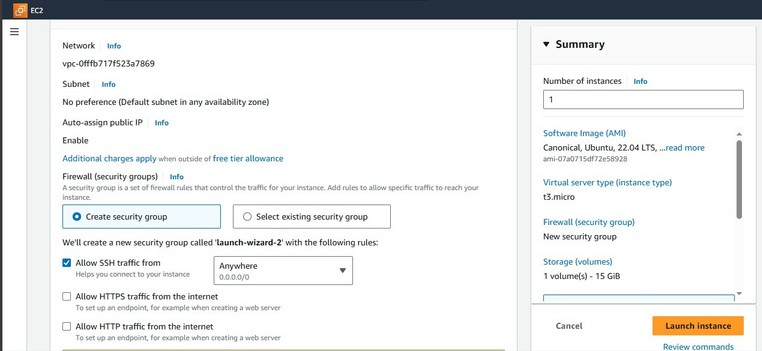 EC2
Network Info
vpc-0fffb717f523a7869
Subnet Info
No preference (Default subnet in any availability zone)
Auto-assign public IP Info
Enable
Additional charges apply when outside of free tier allowance
Firewall (security groups) Info
A security group is a set of firewall rules that control the traffic for your instance. Add rules to allow specific traffic to reach your
instance.
Create security group
Select existing security group
We'll create a new security group called 'launch-wizard-2' with the following rules:
Allow SSH traffic from
Helps you connect to your instance
Anywhere
0.0.0.0/0
Allow HTTPS traffic from the internet
To set up an endpoint, for example when creating a web server
Allow HTTP traffic from the internet
To set up an endpoint, for example when creating a web server
Summary
Number of instances Info
1
Software Image (AMI)
Canonical, Ubuntu, 22.04 LTS, ...read more
ami-07a0715df72e58928
Virtual server type (instance type)
t3.micro
Firewall (security group)
New security group
Storage (volumes)
1 volume(s) - 15 GiB
Cancel
Launch instance
Review commands